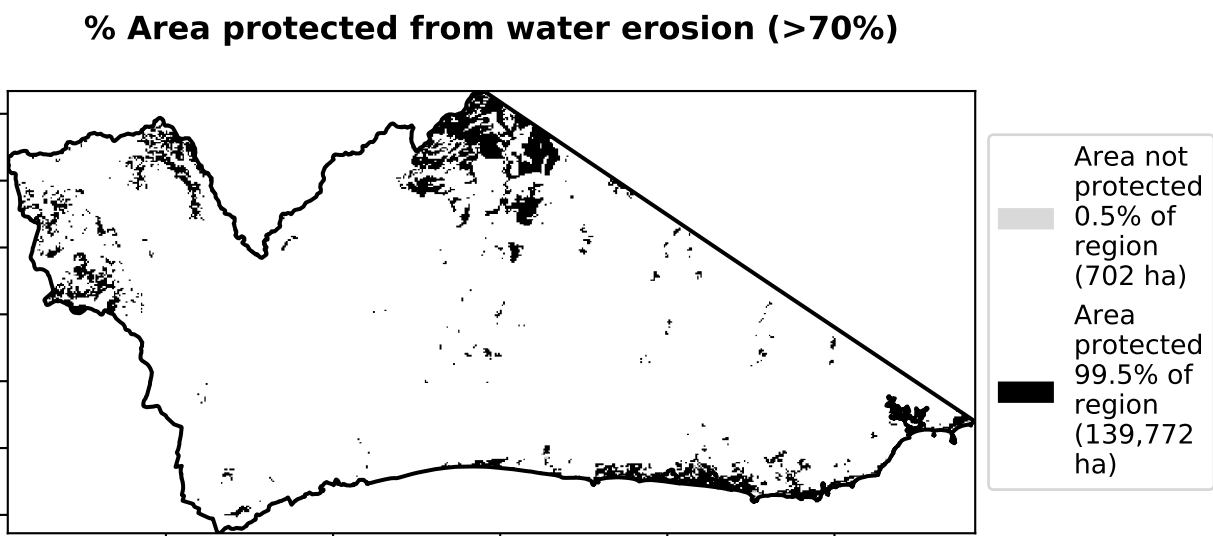 % Area protected from water erosion (>70%)
Area not
protected
0.5% of
region
(702 ha)
Area
protected
99.5% of
region
(139,772
ha)